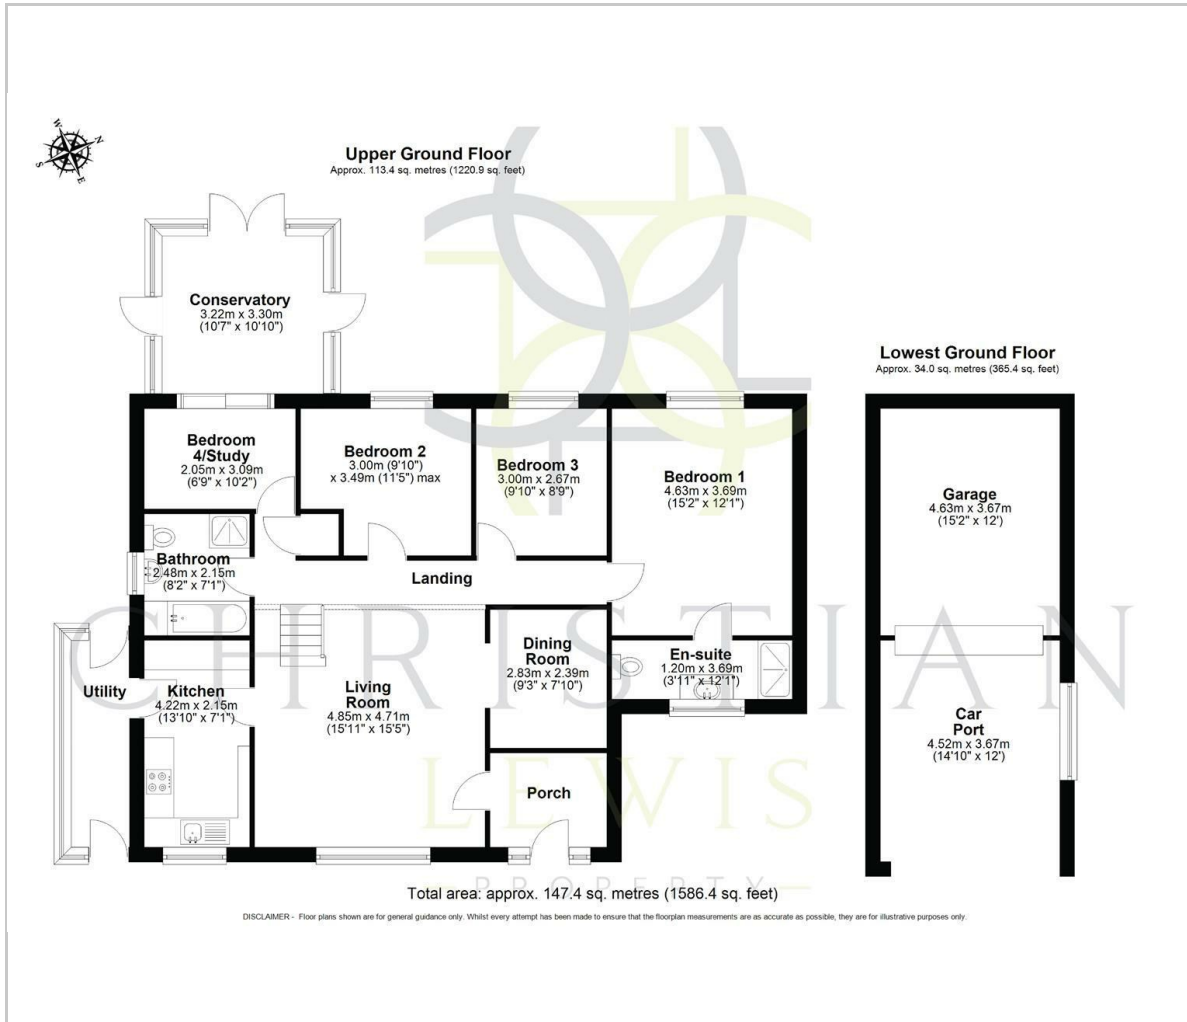 W
N
S
E
Upper Ground Floor
Approx. 113.4 sq. metres (1220.9 sq. feet)
Conservatory
3.22m x 3.30m
(10'7" x 10'10")
Lowest Ground Floor
Approx. 34.0 sq. metres (365.4 sq. feet)
Bedroom
4/Study
2.05m x 3.09m
(6'9" x 10'2")
Bedroom 2
3.00m (9'10")
x 3.49m (11'5") max
Bedroom 3
3.00m x 2.67m
(9'10" x 8'9")
Bedroom 1
4.63m x 3.69m
(15'2" x 12'1")
Garage
4.63m x 3.67m
(15'2" x 12')
Bathroom
2.48m x 2.15m
(8'2" x 7'1")
Landing
CHRISTIAN
Dining
Room
2.83m x 2.39m
(9'3" x 7'10")
En-suite
1.20m x 3.69m
(3'11" x 12'1")
Utility
Kitchen
4.22m x 2.15m
(13'10" x 7'1")
Living
Room
4.85m x 4.71m
(15'11" x 15'5")
Car
Port
4.52m x 3.67m
(14'10" x 12')
LEWIS
Porch
PROPERTY
Total area: approx. 147.4 sq. metres (1586.4 sq. feet)
DISCLAIMER - Floor plans shown are for general guidance only. Whilst every attempt has been made to ensure that the floorplan measurements are as accurate as possible, they are for illustrative purposes only.